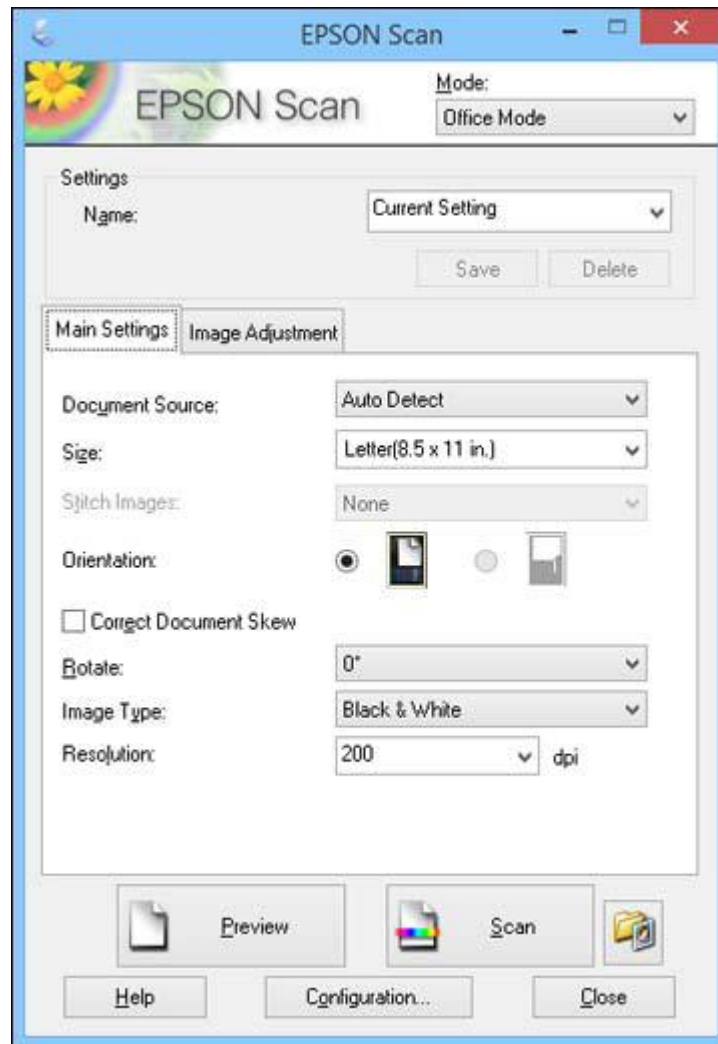 EPSON Scan
EPSON Scan
Mode:
Office Mode
Settings
Name:
Current Setting
Save
Delete
Main Settings
Image Adjustment
Document Source:
Auto Detect
Size:
Letter(8.5 x 11 in.)
Stitch Images:
None
Orientation:
Correct Document Skew
Rotate:
0°
Image Type:
Black & White
Resolution:
200
dpi
Preview
Scan
Help
Configuration...
Close